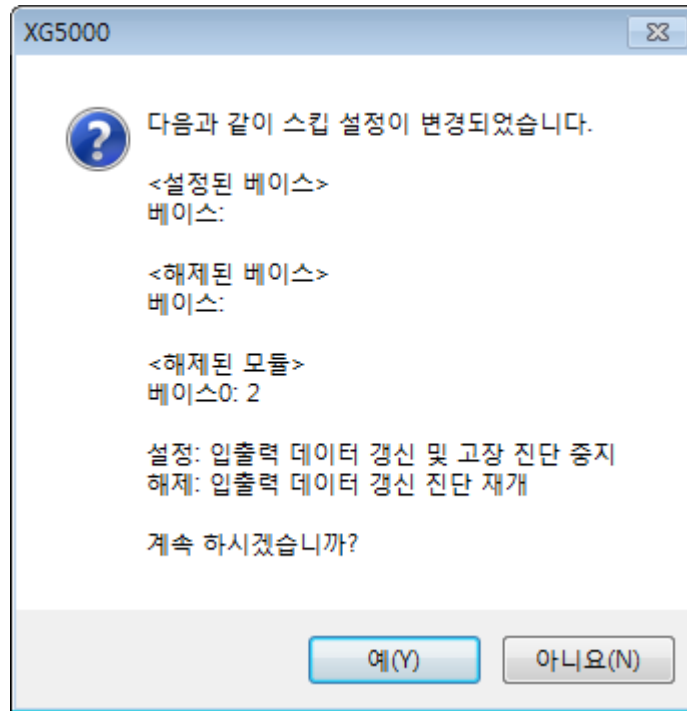 XG5000
다음과 같이 스킵 설정이 변경되었습니다.
<설정된 베이스>
베이스:
<해제된 베이스>
베이스:
<해제된 모듈>
베이스0: 2
설정: 입출력 데이터 갱신 및 고장 진단 중지
해제: 입출력 데이터 갱신 진단 재개
계속 하시겠습니까?
예(Y)
아니요(N)